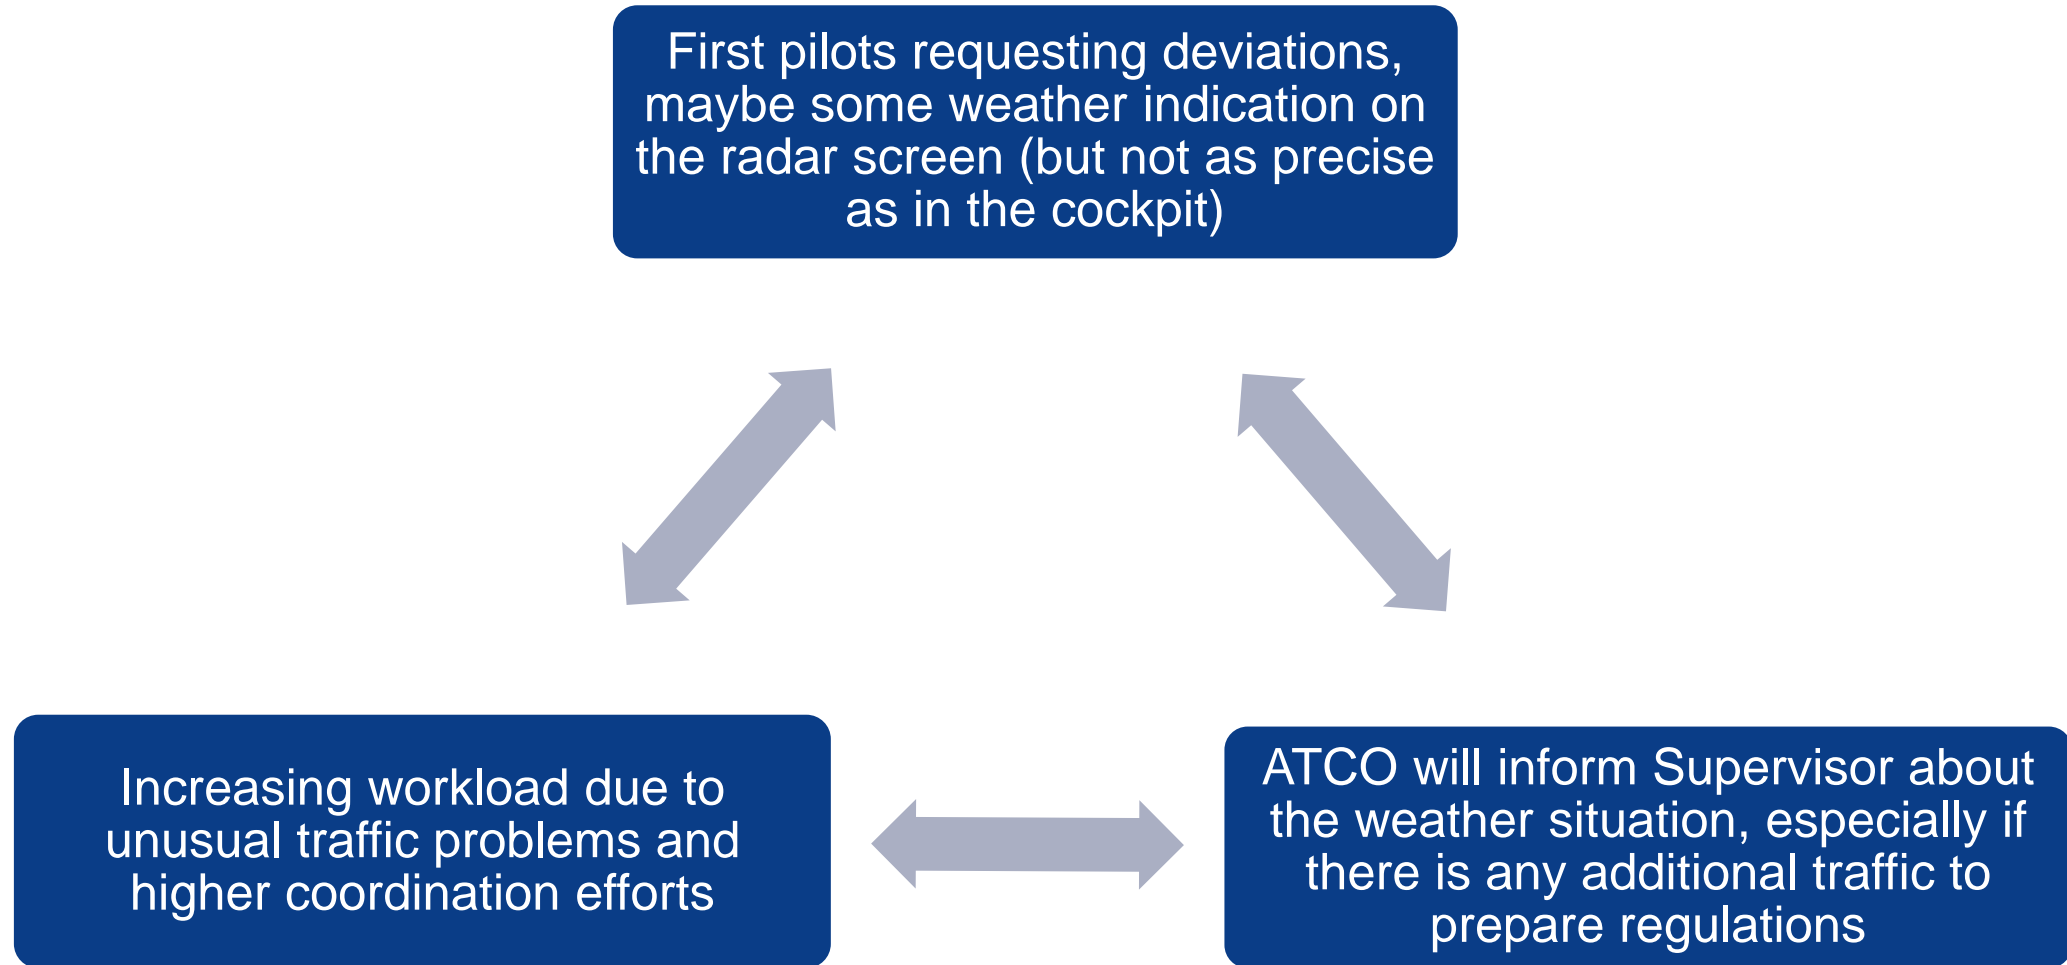 First pilots requesting deviations,
maybe some weather indication on
the radar screen (but not as precise
as in the cockpit)
Increasing workload due to
unusual traffic problems and
higher coordination efforts
ATCO will inform Supervisor about
the weather situation, especially if
there is any additional traffic to
prepare regulations